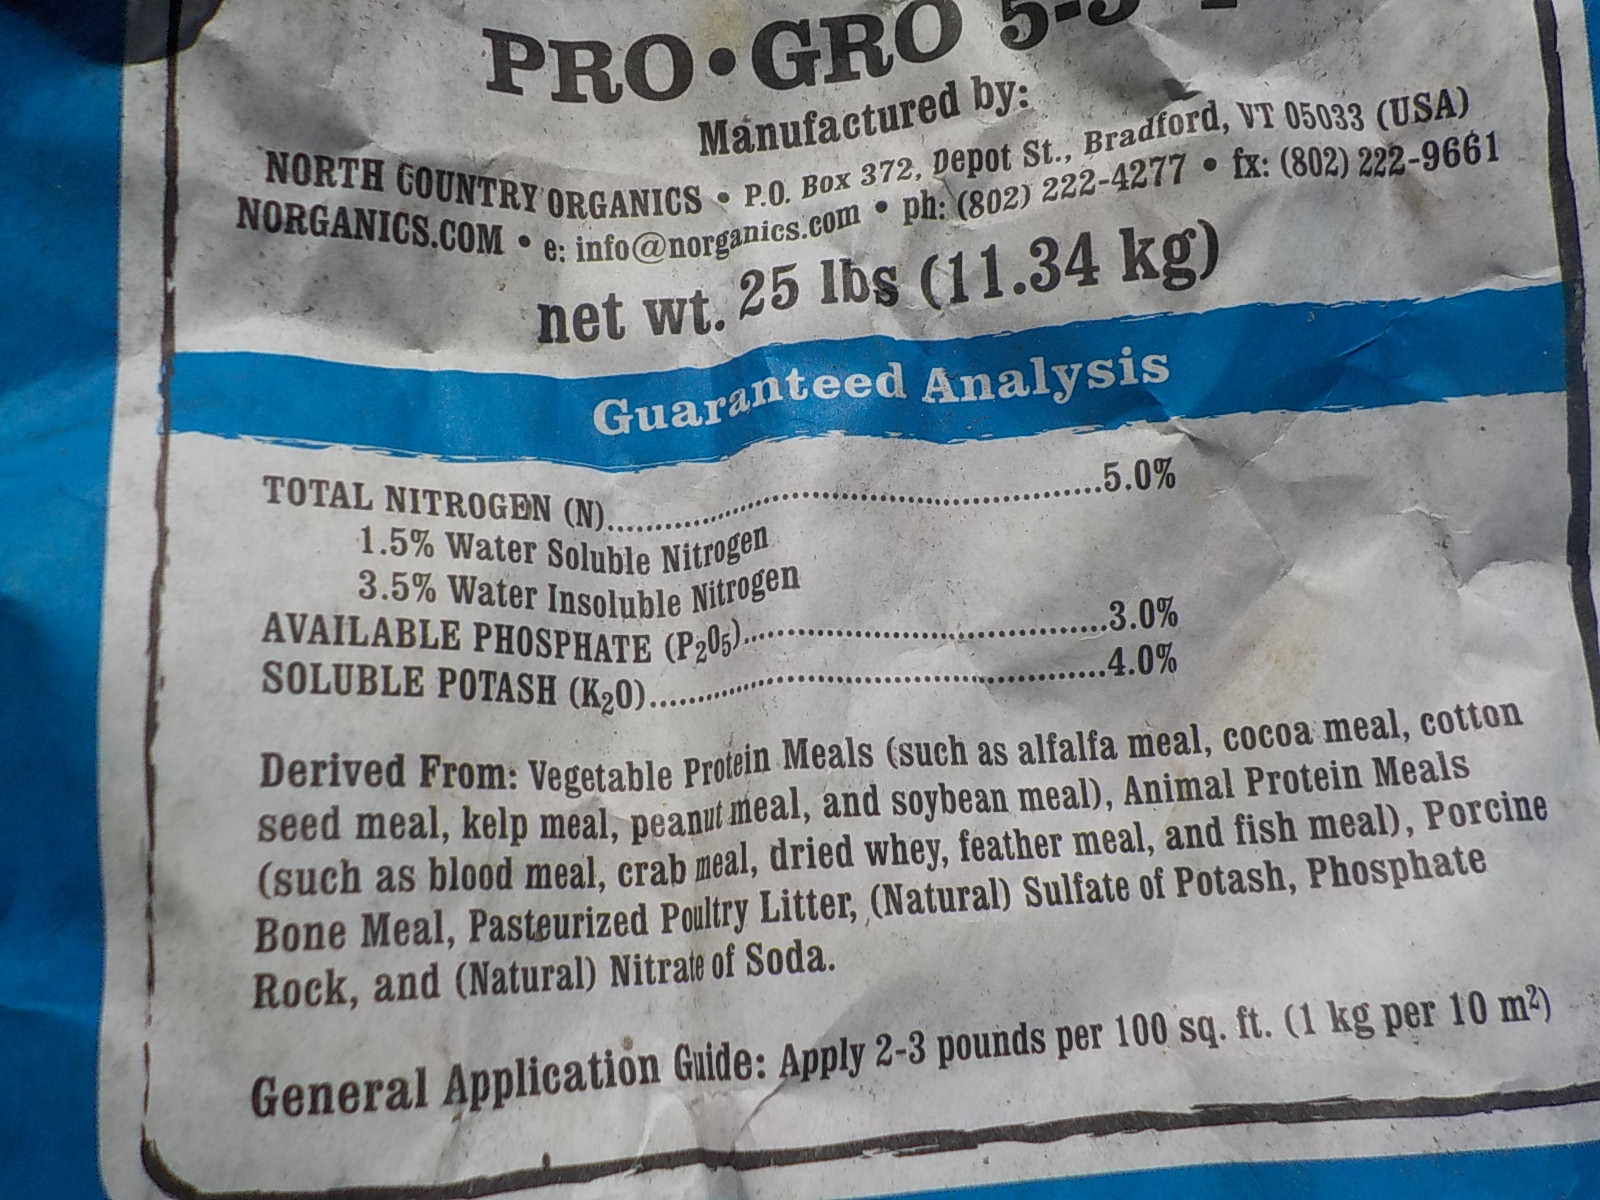 PRO•GRO 5-3-4
Manufactured by:
NORTH COUNTRY ORGANICS • P.O. Box 372, Depot St., Bradford, VT 05033 (USA)
NORGANICS.COM • e: info@norganics.com • ph: (802) 222-4277 • fx: (802) 222-9661
net wt. 25 lbs (11.34 kg)
Guaranteed Analysis
TOTAL NITROGEN (N)..........5.0%
1.5% Water Soluble Nitrogen
3.5% Water Insoluble Nitrogen
AVAILABLE PHOSPHATE (P₂O₅)..........3.0%
SOLUBLE POTASH (K₂O)..........4.0%
Derived From: Vegetable Protein Meals (such as alfalfa meal, cocoa meal, cotton
seed meal, kelp meal, peanut meal, and soybean meal), Animal Protein Meals
(such as blood meal, crab meal, dried whey, feather meal, and fish meal), Porcine
Bone Meal, Pasteurized Poultry Litter, (Natural) Sulfate of Potash, Phosphate
Rock, and (Natural) Nitrate of Soda.
General Application Guide: Apply 2-3 pounds per 100 sq. ft. (1 kg per 10 m²)